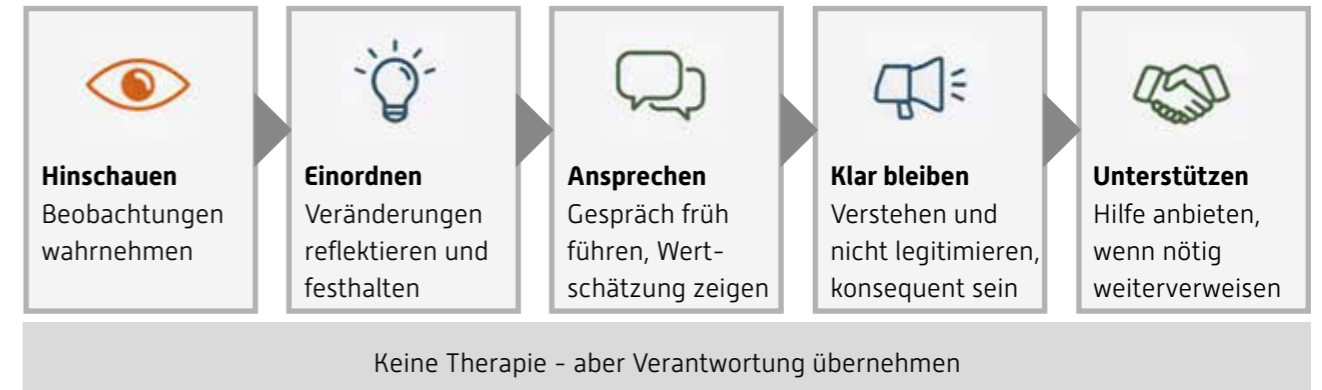 Hinschauen
Beobachtungen
wahrnehmen
Einordnen
Veränderungen
reflektieren und
festhalten
Ansprechen
Gespräch früh
führen, Wert-
schätzung zeigen
Klar bleiben
Verstehen und
nicht legitimieren,
konsequent sein
Unterstützen
Hilfe anbieten,
wenn nötig
weiterverweisen
Keine Therapie - aber Verantwortung übernehmen